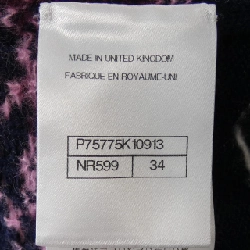 MADE IN UNITED KINGDOM
FABRIQUE EN ROYAUME-UNI
P75775K10913
NR599 34